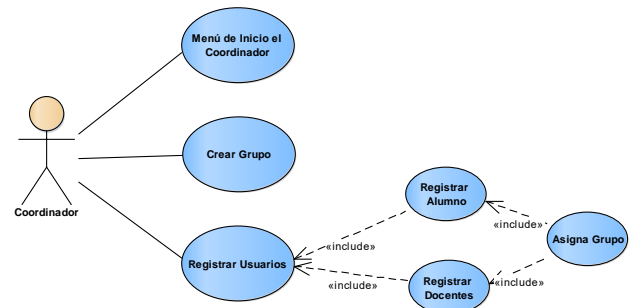 Menú de Inicio el
Coordinador
Crear Grupo
Coordinador
Registrar Usuarios
Registrar
Alumno
«include»
«include»
Asigna Grupo
«include»
«include»
Registrar
Docentes